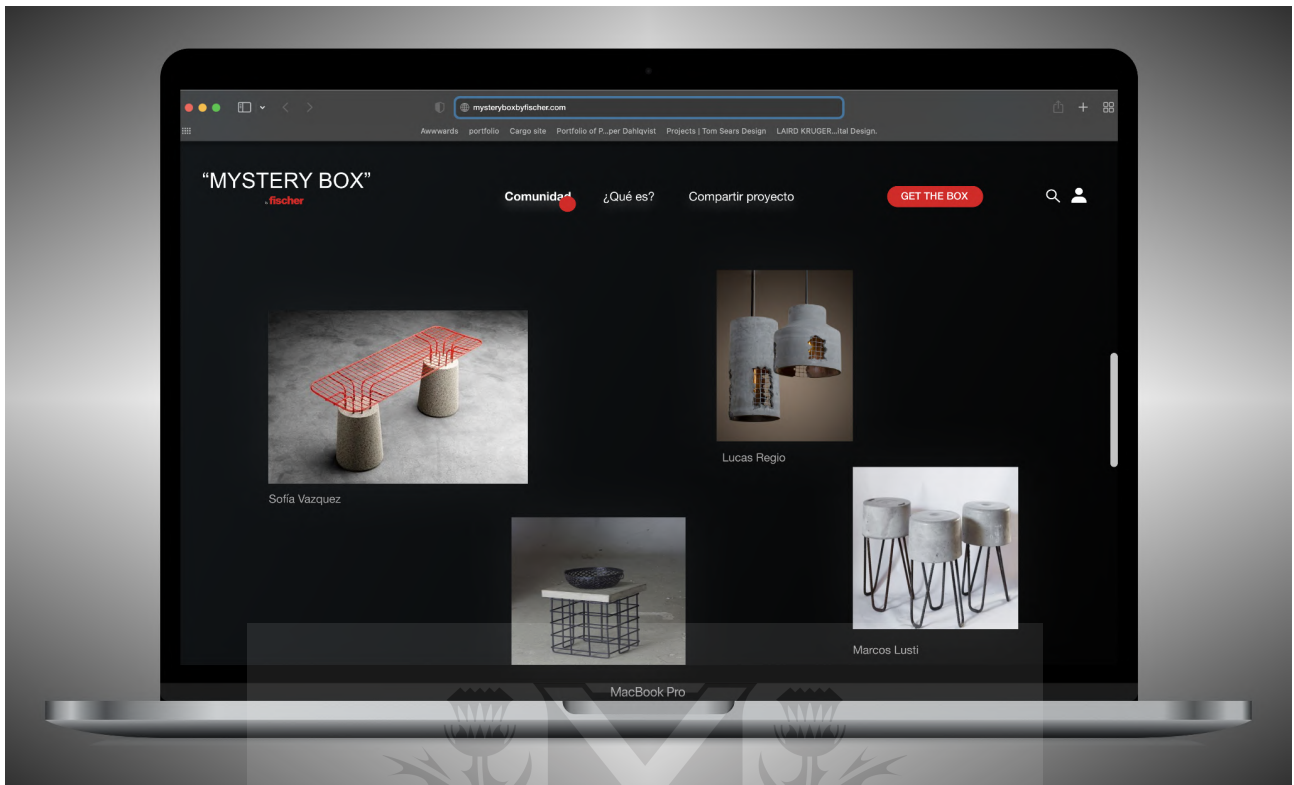 mysteryboxbyfischer.com
Awwwards portfolio Cargo site Portfolio of P...per Dahlqvist Projects | Tom Sears Design LAIRD KRUGER...ital Design.
“MYSTERY BOX”
.fischer
Comunidad ¿Qué es? Compartir proyecto GET THE BOX
Lucas Regio
Sofía Vazquez
Marcos Lusti
MacBook Pro